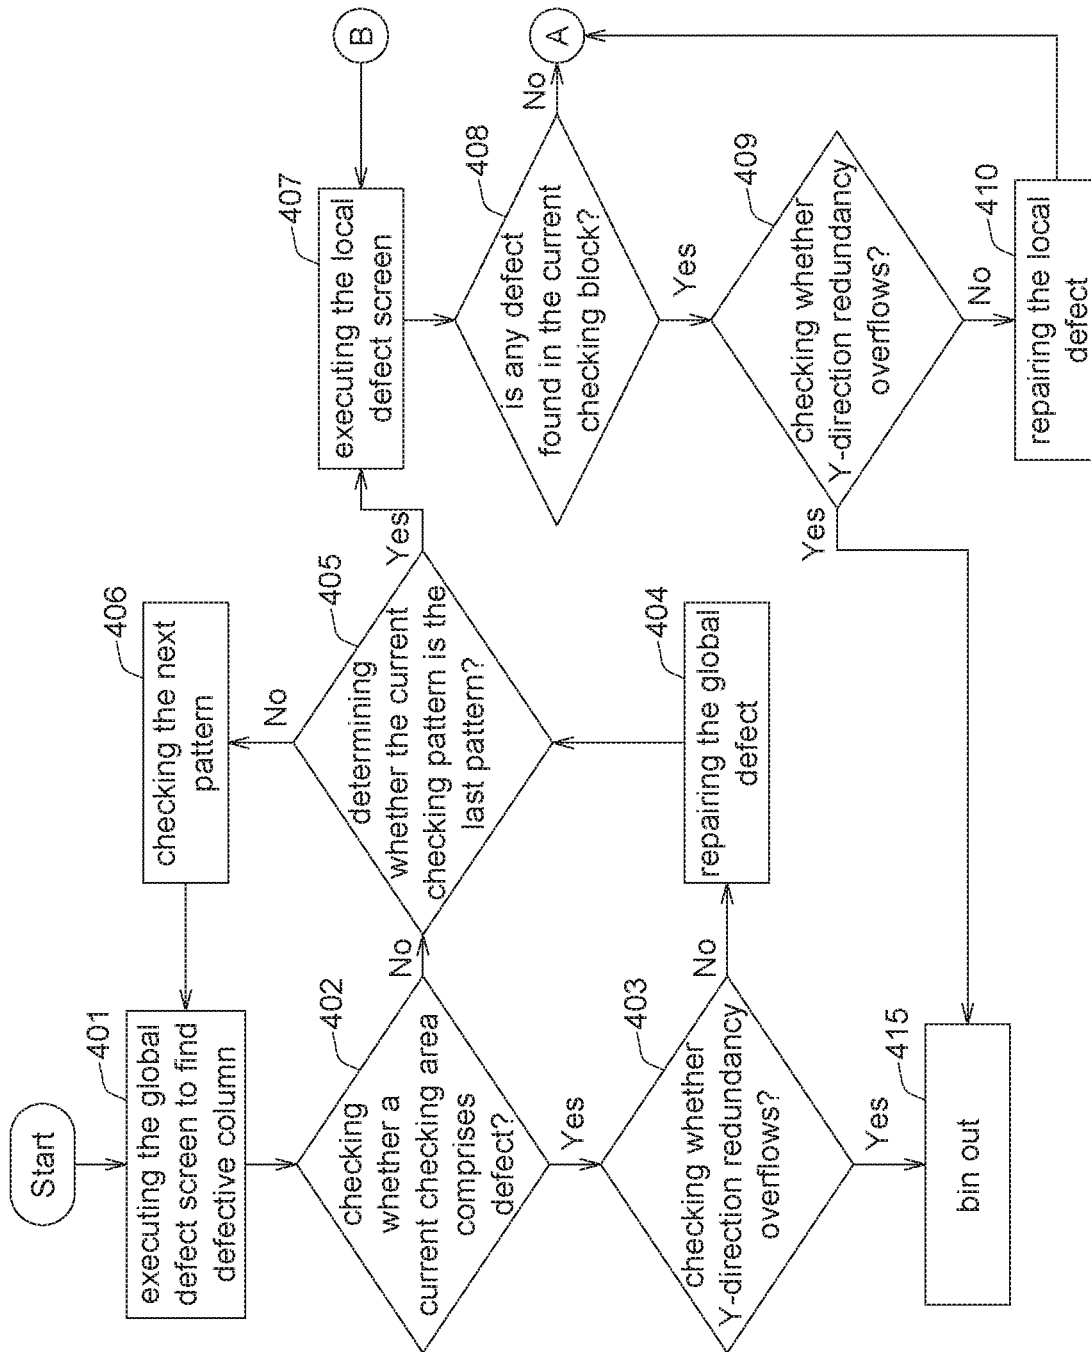 Start
401
executing the global
defect screen to find
defective column
402
checking
whether a
current checking area
comprises
defect?
No
Yes
403
checking whether
Y-direction redundancy
overflows?
No
Yes
415
bin out
406
checking the next
pattern
No
405
determining
whether the current
checking pattern is the
last pattern?
Yes
404
repairing the global
defect
B
407
executing the local
defect screen
408
is any defect
found in the current
checking block?
No
A
Yes
409
checking whether
Y-direction redundancy
overflows?
Yes
No
410
repairing the local
defect